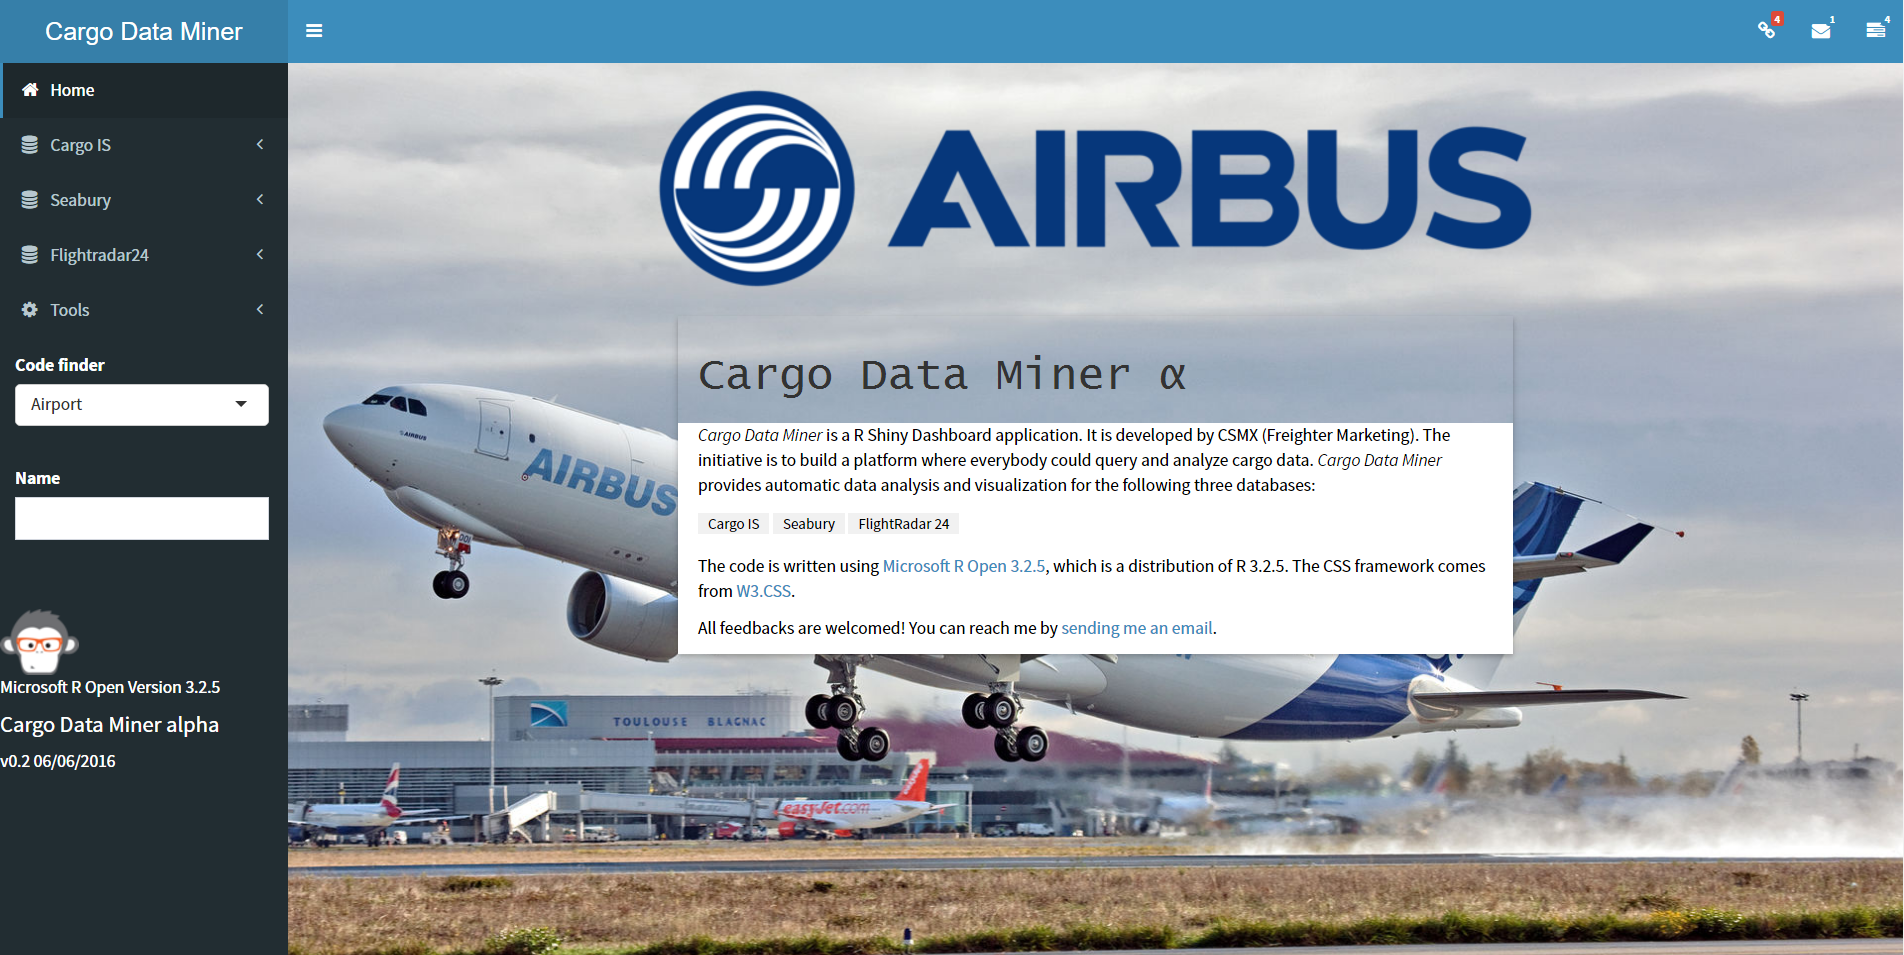 Cargo Data Miner
4
1
4
Home
Cargo IS
Seabury
Flightradar24
Tools
Code finder
Airport
Name
Microsoft R Open Version 3.2.5
Cargo Data Miner alpha
v0.2 06/06/2016
AIRBUS
Cargo Data Miner α
Cargo Data Miner is a R Shiny Dashboard application. It is developed by CSMX (Freighter Marketing). The
initiative is to build a platform where everybody could query and analyze cargo data. Cargo Data Miner
provides automatic data analysis and visualization for the following three databases:
Cargo IS Seabury FlightRadar 24
The code is written using Microsoft R Open 3.2.5, which is a distribution of R 3.2.5. The CSS framework comes
from W3.CSS.
All feedbacks are welcomed! You can reach me by sending me an email.
AIRBUS
AIRBUS
TOULOUSE BLAGNAC
easyJet.com